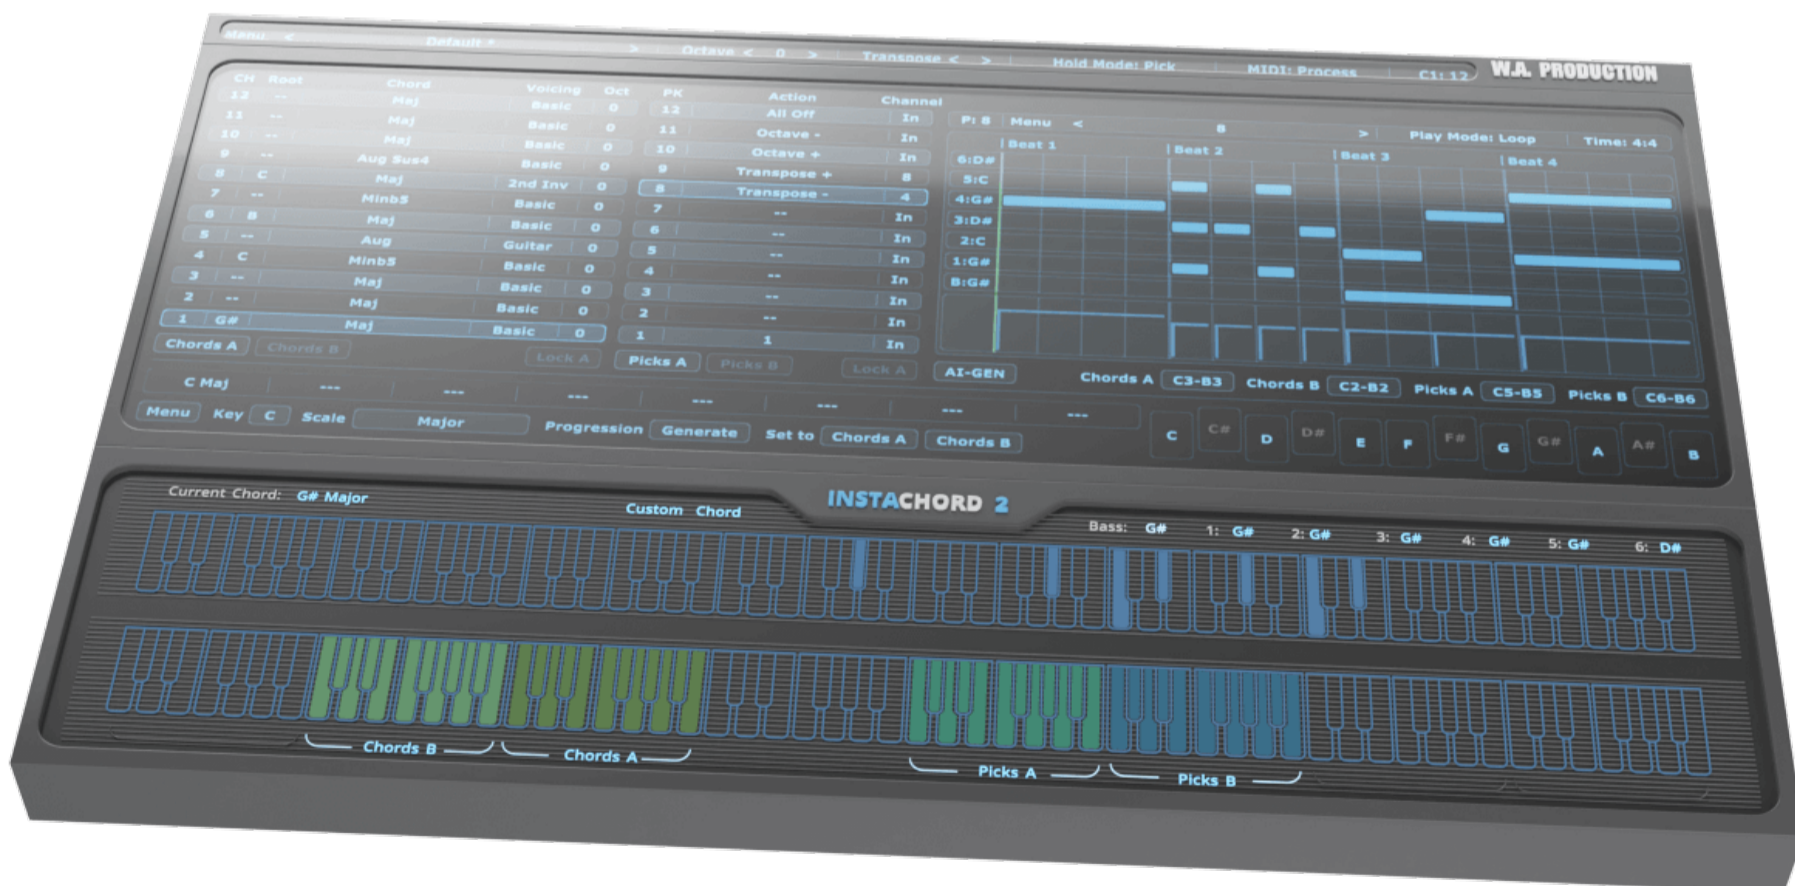 Menu < Default * > Octave < 0 > Transpose < > Hold Mode: Pick MIDI: Process C1: 12 W.A. PRODUCTION
CH Root Chord Voicing Oct
12 -- Maj Basic 0
11 -- Maj Basic 0
10 -- Maj Basic 0
9 -- Aug Sus4 Basic 0
8 C Maj 2nd Inv 0
7 -- Minb5 Basic 0
6 B Maj Basic 0
5 -- Aug Guitar 0
4 C Minb5 Basic 0
3 -- Maj Basic 0
2 -- Maj Basic 0
1 G# Maj Basic 0
Chords A Chords B Lock A
PK Action Channel
12 All Off In
11 Octave - In
10 Octave + In
9 Transpose + 8
8 Transpose - 4
7 -- In
6 -- In
5 -- In
4 -- In
3 -- In
2 -- In
1 1 In
Picks A Picks B Lock A
P: 8 Menu < 8 > Play Mode: Loop Time: 4:4
Beat 1 Beat 2 Beat 3 Beat 4
6:D#
5:C
4:G#
3:D#
2:C
1:G#
B:G#
AI-GEN Chords A C3-B3 Chords B C2-B2 Picks A C5-B5 Picks B C6-B6
C Maj --- --- --- --- --- --- ---
Menu Key C Scale Major Progression Generate Set to Chords A Chords B
C C# D D# E F F# G G# A A# B
Current Chord: G# Major
Custom Chord
INSTACHORD 2
Bass: G# 1: G# 2: G# 3: G# 4: G# 5: G# 6: D#
Chords B Chords A Picks A Picks B